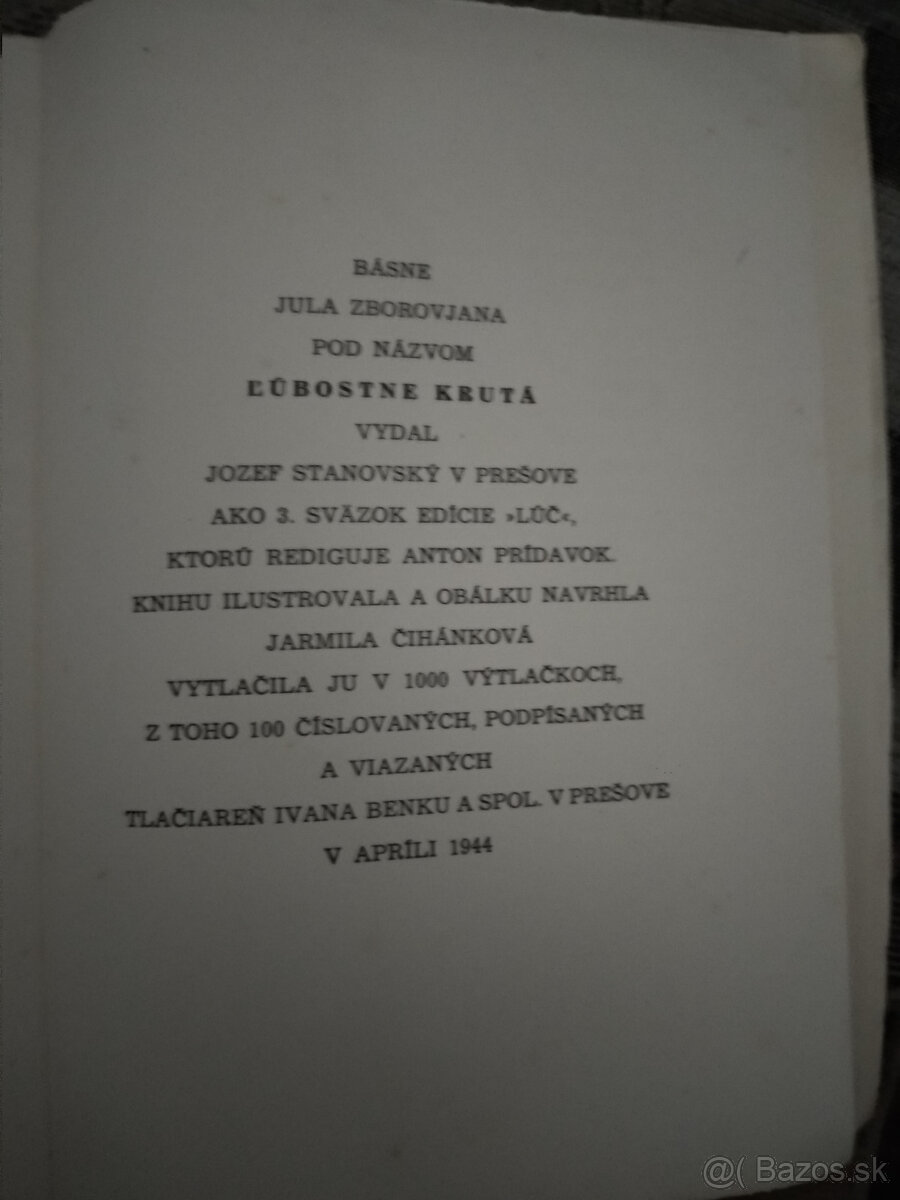 BÁSNE
JULA ZBOROVJANA
POD NÁZVOM
ĽÚBOSTNE KRUTÁ
VYDAL
JOZEF STANOVSKÝ V PREŠOVE
AKO 3. SVÄZOK EDÍCIE »LÚČ«,
KTORÚ REDIGUJE ANTON PRÍDAVOK.
KNIHU ILUSTROVALA A OBÁLKU NAVRHLA
JARMILA ČIHÁNKOVÁ
VYTLAČILA JU V 1000 VÝTLAČKOCH,
Z TOHO 100 ČÍSLOVANÝCH, PODPÍSANÝCH
A VIAZANÝCH
TLAČIAREŇ IVANA BENKU A SPOL. V PREŠOVE
V APRÍLI 1944
@( Bazos.sk